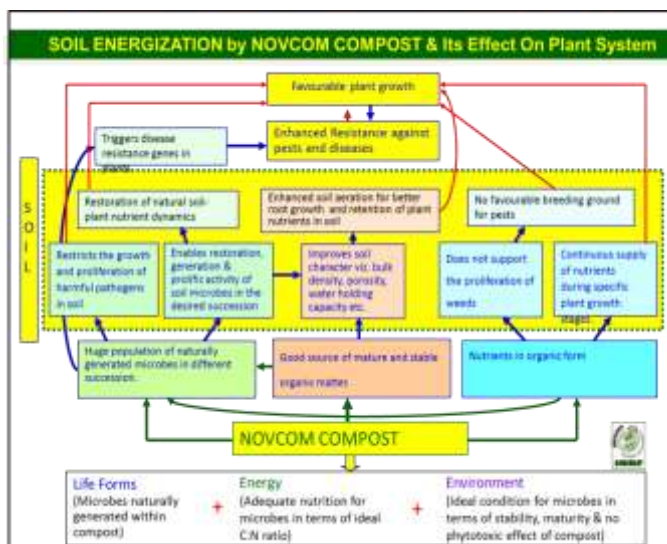 SOIL ENERGIZATION by NOVCOM COMPOST & Its Effect On Plant System
Favourable plant growth
Triggers disease
resistance genes in
plants
Enhanced Resistance against
pests and diseases
SOIL
Restoration of natural soil-
plant nutrient dynamics
Enhanced soil aeration for better
root growth and retention of plant
nutrients in soil
No favourable breeding ground
for pests
Restricts the growth
and proliferation of
harmful pathogens
in soil
Enables restoration,
generation &
prolific activity of
soil microbes in the
desired succession
Improves soil
character viz. bulk
density, porosity,
water holding
capacity etc.
Does not support
the proliferation of
weeds
Continuous supply
of nutrients
during specific
plant growth
stages
Huge population of naturally
generated microbes in different
succession.
Good source of mature and stable
organic matter
Nutrients in organic form
NOVCOM COMPOST
Life Forms
(Microbes naturally
generated within
compost)
+
Energy
(Adequate nutrition for
microbes in terms of ideal
C:N ratio)
+
Environment
(Ideal condition for microbes in
terms of stability, maturity & no
phytotoxic effect of compost)